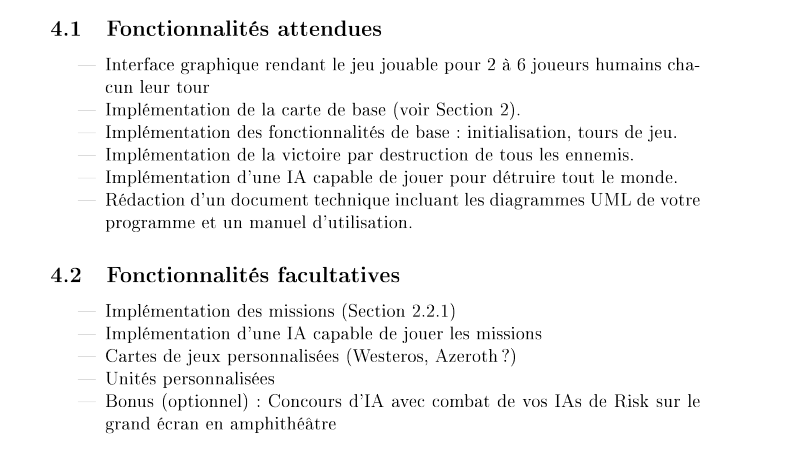 4.1 Fonctionnalités attendues
— Interface graphique rendant le jeu jouable pour 2 à 6 joueurs humains cha-
cun leur tour
— Implémentation de la carte de base (voir Section 2).
— Implémentation des fonctionnalités de base : initialisation, tours de jeu.
— Implémentation de la victoire par destruction de tous les ennemis.
— Implémentation d'une IA capable de jouer pour détruire tout le monde.
— Rédaction d'un document technique incluant les diagrammes UML de votre
programme et un manuel d'utilisation.
4.2 Fonctionnalités facultatives
— Implémentation des missions (Section 2.2.1)
— Implémentation d'une IA capable de jouer les missions
— Cartes de jeux personnalisées (Westeros, Azeroth ?)
— Unités personnalisées
— Bonus (optionnel) : Concours d'IA avec combat de vos IAs de Risk sur le
grand écran en amphithéâtre